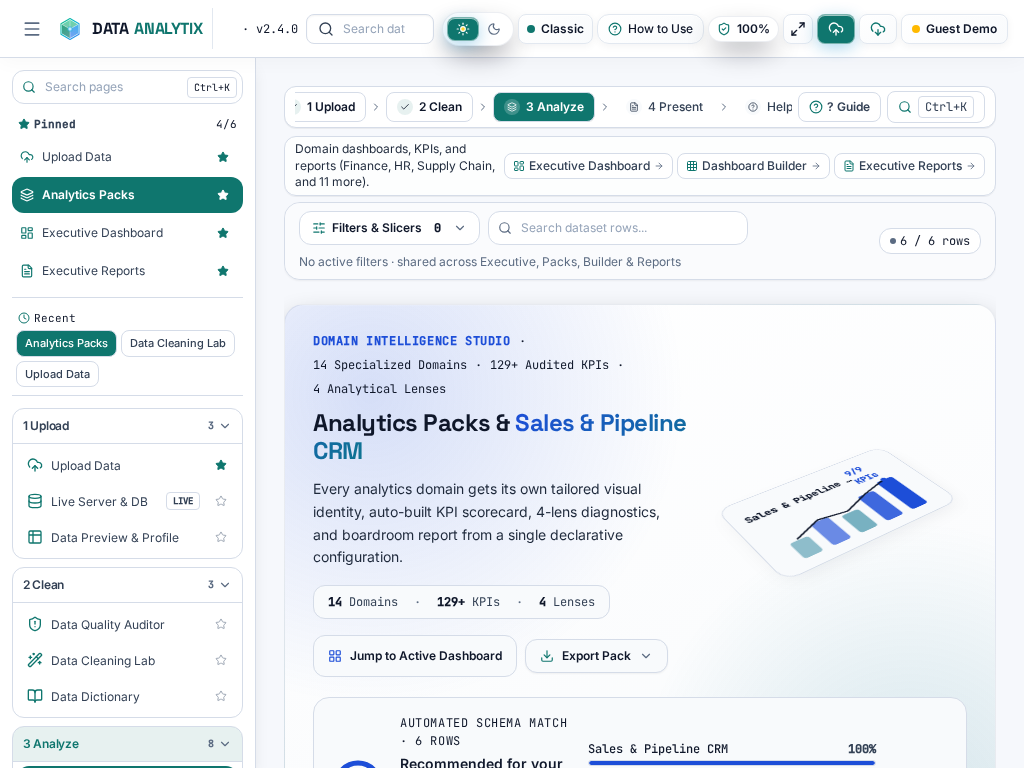 DATA ANALYTIX
· v2.4.0
Search dat
Classic
How to Use
100%
Guest Demo
Search pages
Ctrl+K
Pinned
4/6
Upload Data
Analytics Packs
Executive Dashboard
Executive Reports
Recent
Analytics Packs
Data Cleaning Lab
Upload Data
1 Upload
3
Upload Data
Live Server & DB
LIVE
Data Preview & Profile
2 Clean
3
Data Quality Auditor
Data Cleaning Lab
Data Dictionary
3 Analyze
8
1 Upload
2 Clean
3 Analyze
4 Present
Help
? Guide
Ctrl+K
Domain dashboards, KPIs, and
reports (Finance, HR, Supply Chain,
and 11 more).
Executive Dashboard →
Dashboard Builder →
Executive Reports →
Filters & Slicers 0
Search dataset rows...
6 / 6 rows
No active filters · shared across Executive, Packs, Builder & Reports
DOMAIN INTELLIGENCE STUDIO ·
14 Specialized Domains · 129+ Audited KPIs ·
4 Analytical Lenses
Analytics Packs & Sales & Pipeline
CRM
Every analytics domain gets its own tailored visual
identity, auto-built KPI scorecard, 4-lens diagnostics,
and boardroom report from a single declarative
configuration.
Sales & Pipeline
9/9
KPIs
14 Domains · 129+ KPIs · 4 Lenses
Jump to Active Dashboard
Export Pack
AUTOMATED SCHEMA MATCH
· 6 ROWS
Recommended for your
Sales & Pipeline CRM
100%